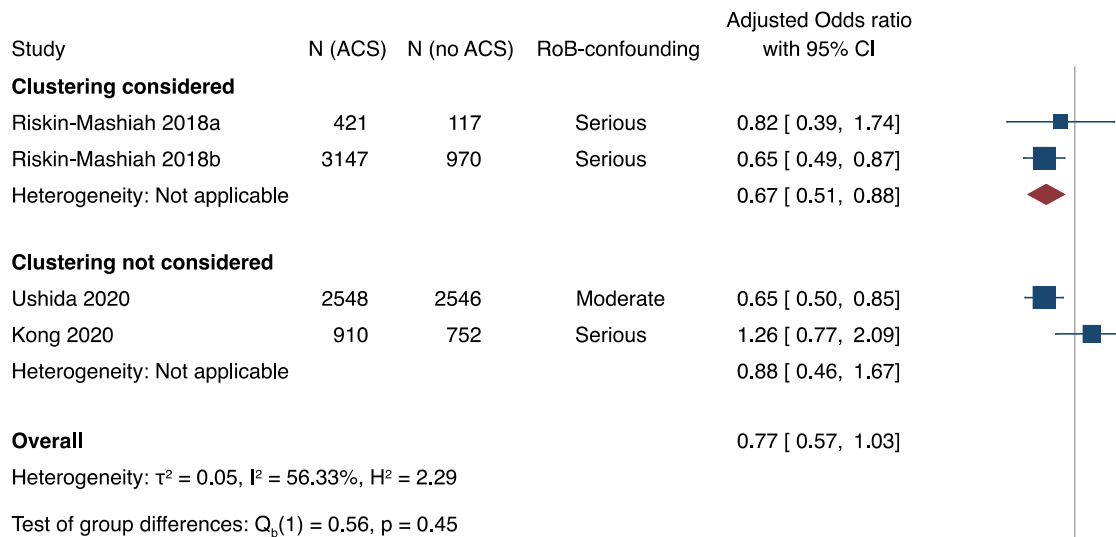 Adjusted Odds ratio
Study N (ACS) N (no ACS) RoB-confounding with 95% CI
Clustering considered
Riskin-Mashiah 2018a 421 117 Serious 0.82 [ 0.39, 1.74]
Riskin-Mashiah 2018b 3147 970 Serious 0.65 [ 0.49, 0.87]
Heterogeneity: Not applicable 0.67 [ 0.51, 0.88]
Clustering not considered
Ushida 2020 2548 2546 Moderate 0.65 [ 0.50, 0.85]
Kong 2020 910 752 Serious 1.26 [ 0.77, 2.09]
Heterogeneity: Not applicable 0.88 [ 0.46, 1.67]
Overall 0.77 [ 0.57, 1.03]
Heterogeneity: τ² = 0.05, I² = 56.33%, H² = 2.29
Test of group differences: Q_b(1) = 0.56, p = 0.45